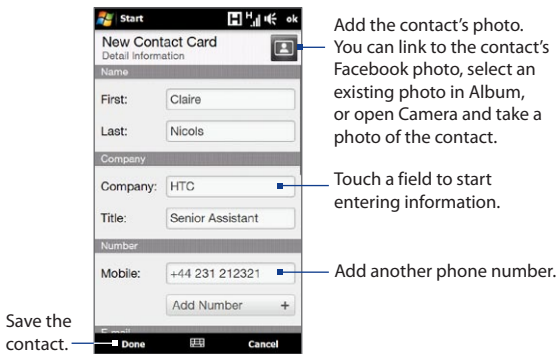 Start
ok
New Contact Card
Detail Information
Name
First: Claire
Last: Nicols
Company
Company: HTC
Title: Senior Assistant
Number
Mobile: +44 231 212321
Add Number +
E-mail
Done Cancel
Add the contact's photo.
You can link to the contact's
Facebook photo, select an
existing photo in Album,
or open Camera and take a
photo of the contact.
Touch a field to start
entering information.
Add another phone number.
Save the
contact.